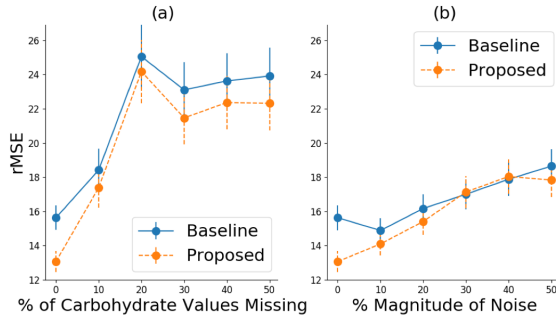 (a)
(b)
rMSE
26
24
22
20
18
16
14
12
0 10 20 30 40 50
% of Carbohydrate Values Missing
Baseline
Proposed
26
24
22
20
18
16
14
12
0 10 20 30 40 50
% Magnitude of Noise
Baseline
Proposed